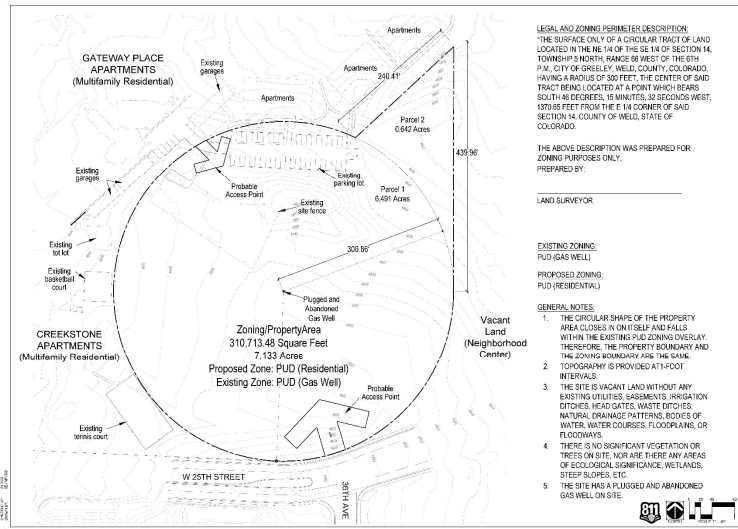 Apartments
GATEWAY PLACE
APARTMENTS
(Multifamily Residential)
Existing
garages
Apartments
240.41'
Apartments
Parcel 2
0.642 Acres
439.96'
Existing
garages
Probable
Access Point
Existing
parking lot
Existing
site fence
Parcel 1
6.491 Acres
Existing
tot lot
Existing
basketball
court
300.66'
Plugged and
Abandoned
Gas Well
Vacant
Land
(Neighborhood
Center)
CREEKSTONE
APARTMENTS
(Multifamily Residential)
Zoning/PropertyArea
310,713.48 Square Feet
7.133 Acres
Proposed Zone: PUD (Residential)
Existing Zone: PUD (Gas Well)
Probable
Access Point
Existing
tennis court
W 25TH STREET
36TH AVE
LEGAL AND ZONING PERIMETER DESCRIPTION:
"THE SURFACE ONLY OF A CIRCULAR TRACT OF LAND
LOCATED IN THE NE 1/4 OF THE SE 1/4 OF SECTION 14,
TOWNSHIP 5 NORTH, RANGE 66 WEST OF THE 6TH
P.M., CITY OF GREELEY, WELD, COUNTY, COLORADO,
HAVING A RADIUS OF 300 FEET, THE CENTER OF SAID
TRACT BEING LOCATED AT A POINT WHICH BEARS
SOUTH 46 DEGREES, 15 MINUTES, 32 SECONDS WEST,
1370.65 FEET FROM THE E 1/4 CORNER OF SAID
SECTION 14, COUNTY OF WELD, STATE OF
COLORADO.
THE ABOVE DESCRIPTION WAS PREPARED FOR
ZONING PURPOSES ONLY.
PREPARED BY:
LAND SURVEYOR
EXISTING ZONING:
PUD (GAS WELL)
PROPOSED ZONING:
PUD (RESIDENTIAL)
GENERAL NOTES:
1. THE CIRCULAR SHAPE OF THE PROPERTY
AREA CLOSES IN ON ITSELF AND FALLS
WITHIN THE EXISTING PUD ZONING OVERLAY.
THEREFORE, THE PROPERTY BOUNDARY AND
THE ZONING BOUNDARY ARE THE SAME.
2. TOPOGRAPHY IS PROVIDED AT1-FOOT
INTERVALS.
3. THE SITE IS VACANT LAND WITHOUT ANY
EXISTING UTILITIES, EASEMENTS, IRRIGATION
DITCHES, HEAD GATES, WASTE DITCHES,
NATURAL DRAINAGE PATTERNS, BODIES OF
WATER, WATER COURSES, FLOODPLAINS, OR
FLOODWAYS.
4. THERE IS NO SIGNIFICANT VEGETATION OR
TREES ON SITE, NOR ARE THERE ANY AREAS
OF ECOLOGICAL SIGNIFICANCE, WETLANDS,
STEEP SLOPES, ETC.
5. THE SITE HAS A PLUGGED AND ABANDONED
GAS WELL ON SITE.
811
NORTH